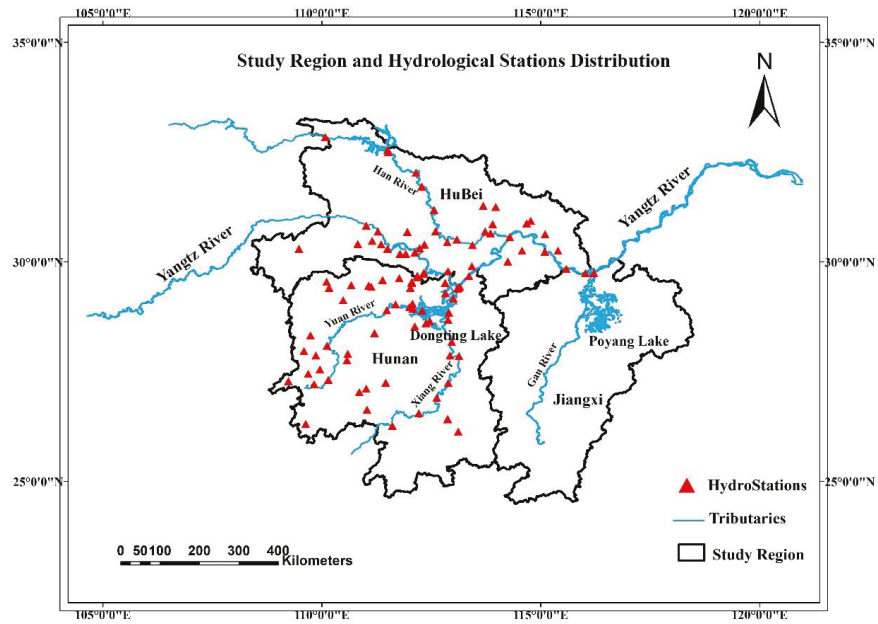 105°0'0"E 110°0'0"E 115°0'0"E 120°0'0"E
35°0'0"N 35°0'0"N
Study Region and Hydrological Stations Distribution
N
Han River
HuBei
Yangtz River
Yangtz River
30°0'0"N 30°0'0"N
Yuan River
Dongting Lake
Poyang Lake
Hunan
Xiang River
Gan River
Jiangxi
25°0'0"N 25°0'0"N
HydroStations
Tributaries
Study Region
0 50 100 200 300 400
Kilometers
105°0'0"E 110°0'0"E 115°0'0"E 120°0'0"E